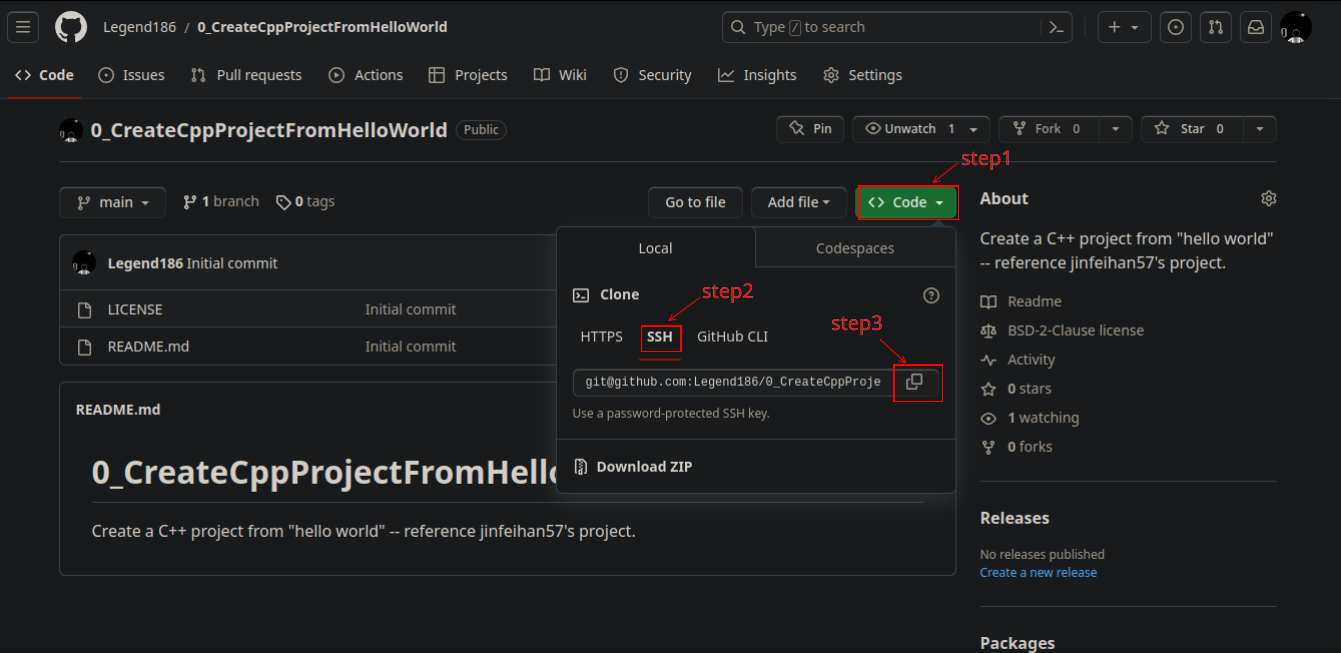 Legend186 / 0_CreateCppProjectFromHelloWorld
Type / to search
<> Code Issues Pull requests Actions Projects Wiki Security Insights Settings
0_CreateCppProjectFromHelloWorld Public
Pin Unwatch 1 Fork 0 Star 0
step1
main 1 branch 0 tags
Go to file Add file <> Code
Local Codespaces
Legend186 Initial commit
Clone
step2
LICENSE Initial commit
HTTPS SSH GitHub CLI
step3
README.md Initial commit
git@github.com:Legend186/0_CreateCppProje
Use a password-protected SSH key.
Download ZIP
README.md
0_CreateCppProjectFromHello
Create a C++ project from "hello world" -- reference jinfeihan57's project.
About
Create a C++ project from "hello world"
-- reference jinfeihan57's project.
Readme
BSD-2-Clause license
Activity
0 stars
1 watching
0 forks
Releases
No releases published
Create a new release
Packages